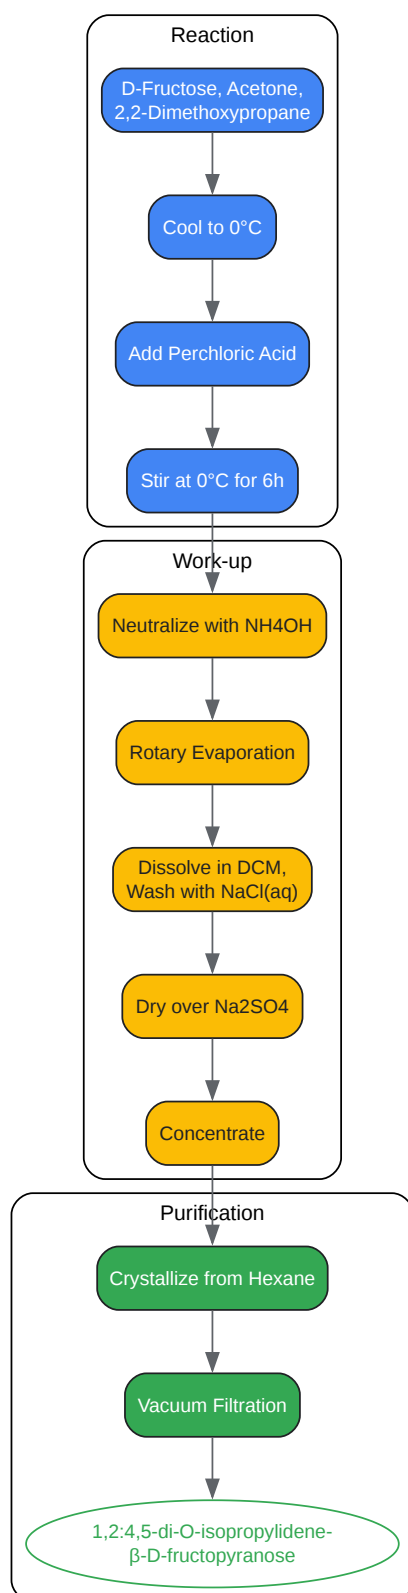 Reaction
D-Fructose, Acetone,
2,2-Dimethoxypropane
Cool to 0°C
Add Perchloric Acid
Stir at 0°C for 6h
Work-up
Neutralize with NH4OH
Rotary Evaporation
Dissolve in DCM,
Wash with NaCl(aq)
Dry over Na2SO4
Concentrate
Purification
Crystallize from Hexane
Vacuum Filtration
1,2:4,5-di-O-isopropylidene-
β-D-fructopyranose